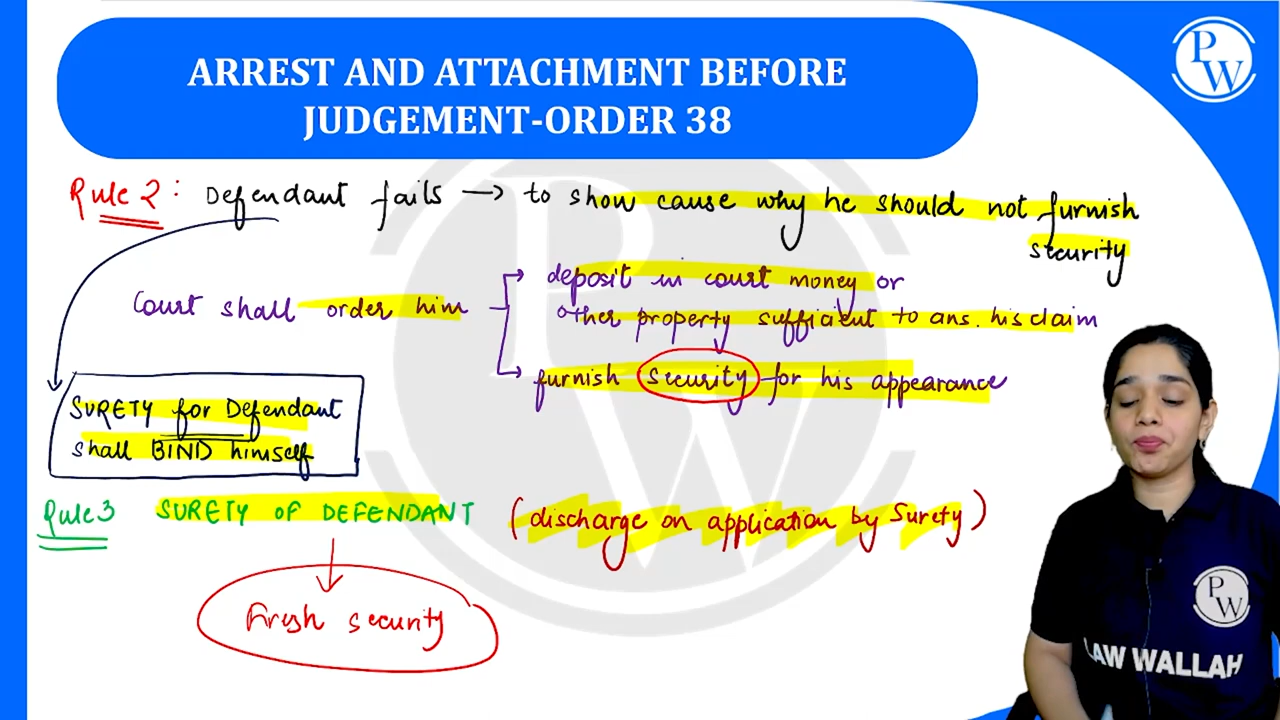 ARREST AND ATTACHMENT BEFORE
JUDGEMENT-ORDER 38
PW
Rule 2: Defendant fails → to show cause why he should not furnish
security
Court shall order him
deposit in court money or
other property sufficient to ans. his claim
furnish security for his appearance
SURETY for Defendant
shall BIND himself
Rule 3 SURETY OF DEFENDANT (discharge on application by Surety)
Fresh security
PW
PW
LAW WALLAH